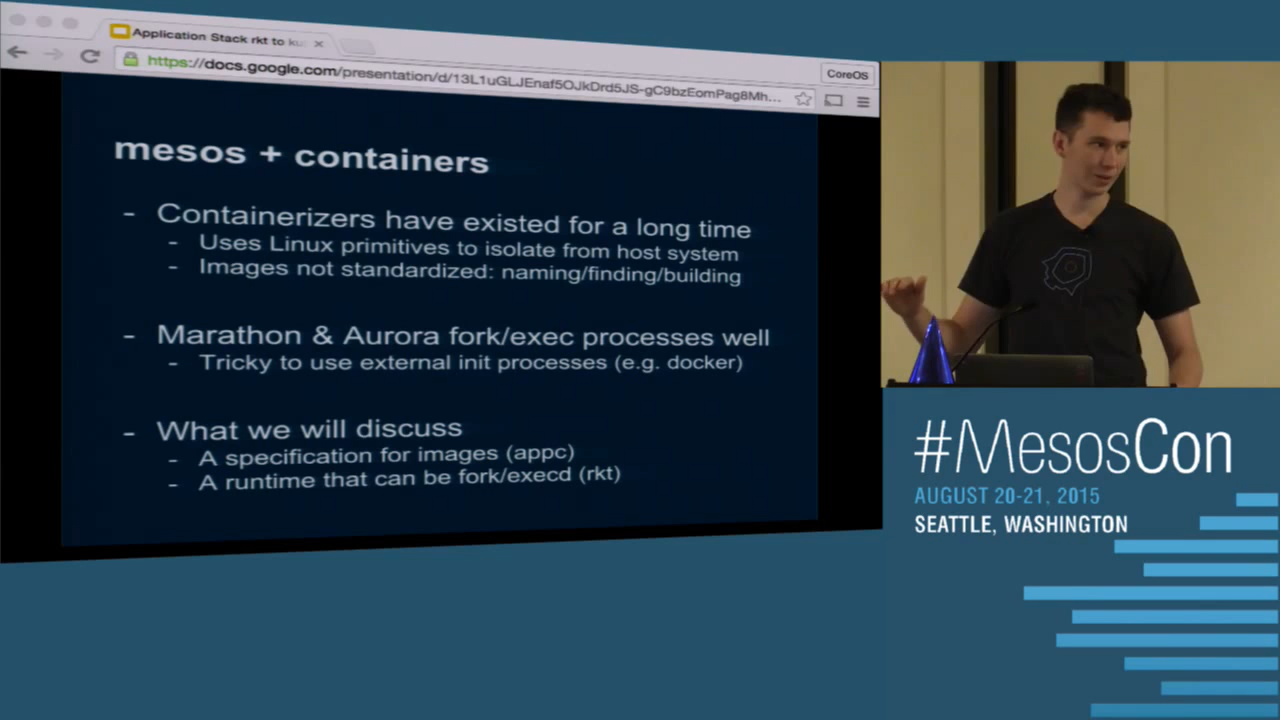 Application Stack rkt to ku
https://docs.google.com/presentation/d/13L1uGLJEnaf5OJkDrd5JS-gC9bzEomPag8Mh...
CoreOS
mesos + containers
- Containerizers have existed for a long time
- Uses Linux primitives to isolate from host system
- Images not standardized: naming/finding/building
- Marathon & Aurora fork/exec processes well
- Tricky to use external init processes (e.g. docker)
- What we will discuss
- A specification for images (appc)
- A runtime that can be fork/execd (rkt)
#MesosCon
AUGUST 20-21, 2015
SEATTLE, WASHINGTON